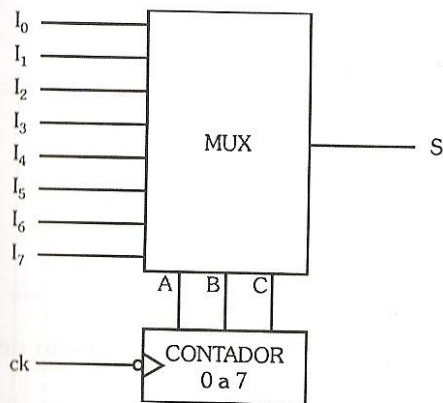 I₀
I₁
I₂
I₃
I₄
I₅
I₆
I₇
MUX
S
A B C
ck
CONTADOR
0 a 7